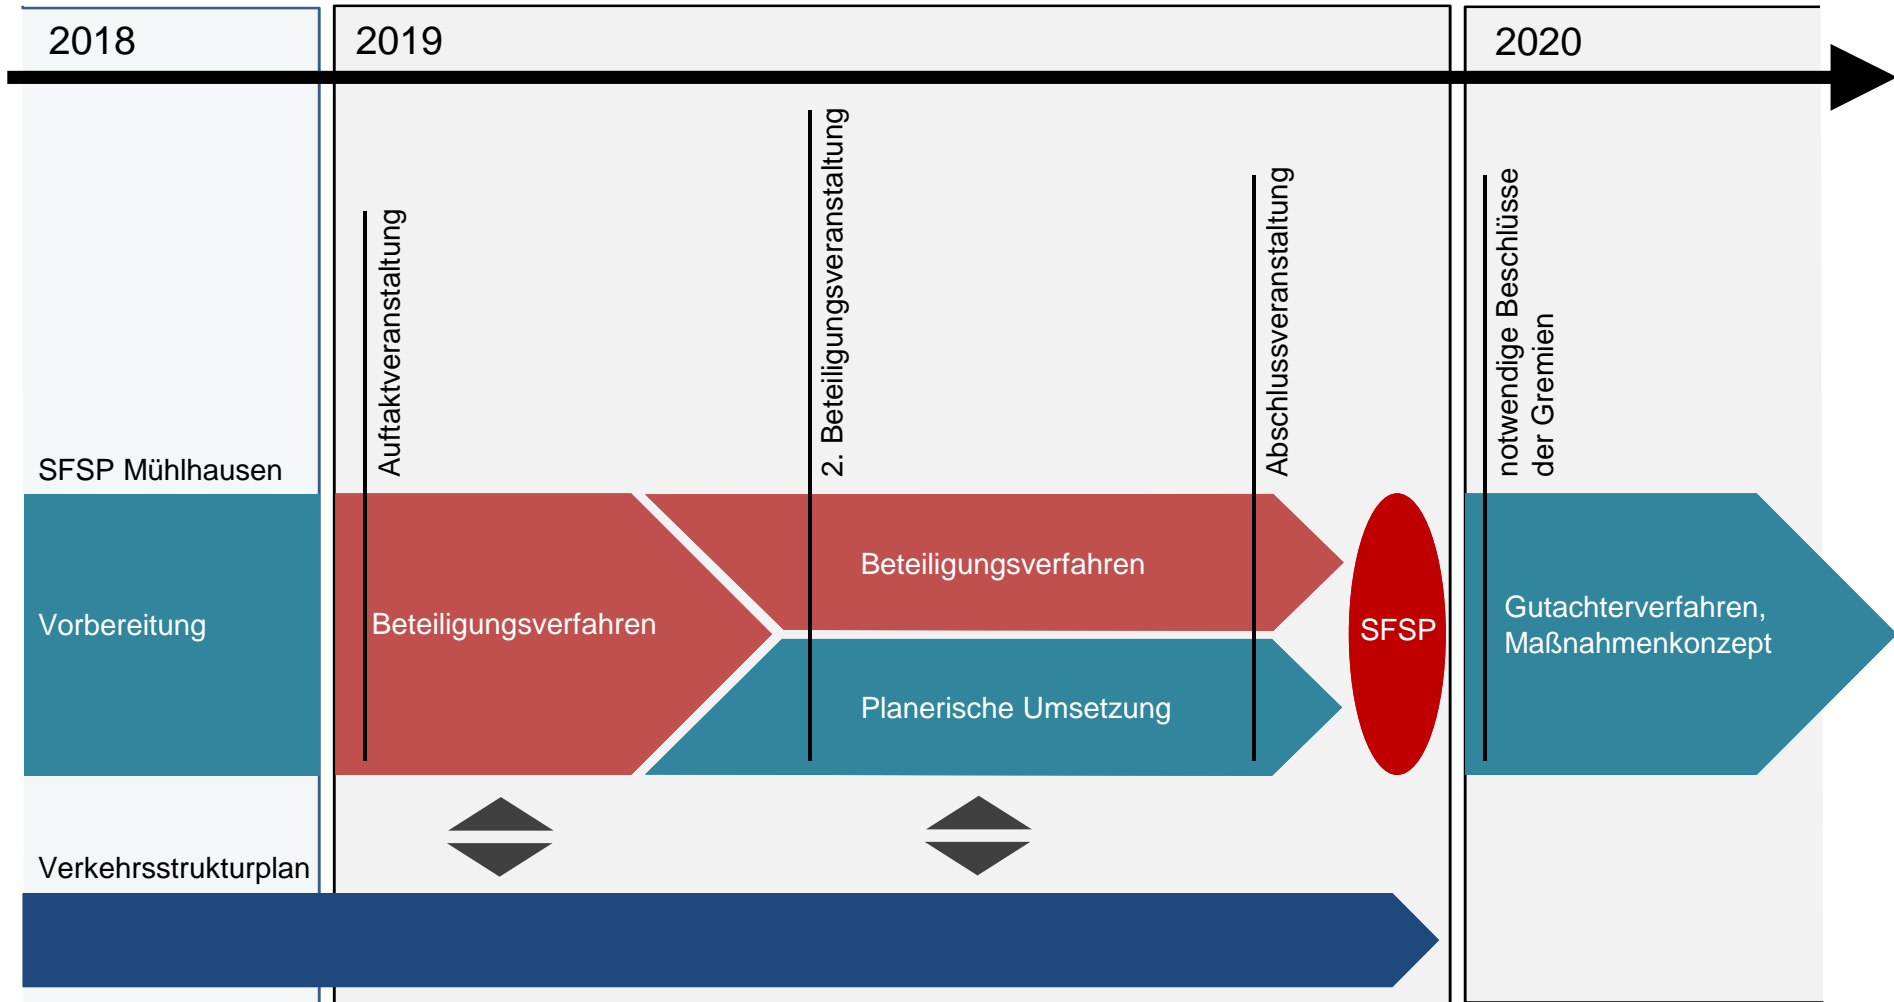 2018
2019
2020
Auftaktveranstaltung
2. Beteiligungsveranstaltung
Abschlussveranstaltung
notwendige Beschlüsse
der Gremien
SFSP Mühlhausen
Vorbereitung
Beteiligungsverfahren
Beteiligungsverfahren
Planerische Umsetzung
SFSP
Gutachterverfahren,
Maßnahmenkonzept
Verkehrsstrukturplan